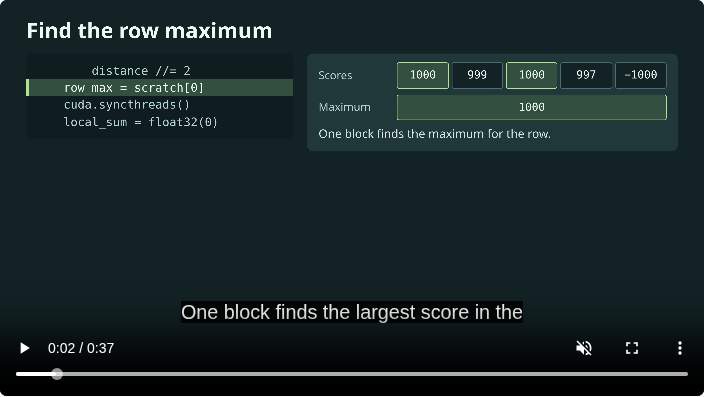 Find the row maximum
distance //= 2
row_max = scratch[0]
cuda.syncthreads()
local_sum = float32(0)
Scores 1000 999 1000 997 −1000
Maximum 1000
One block finds the maximum for the row.
One block finds the largest score in the
0:02 / 0:37